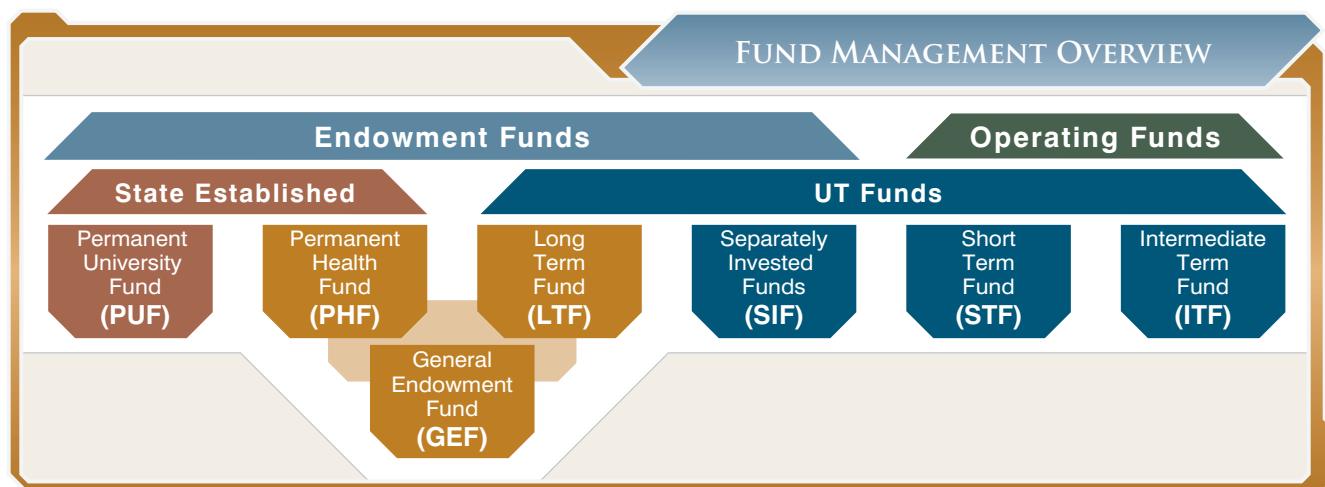 FUND MANAGEMENT OVERVIEW
Endowment Funds
Operating Funds
State Established
UT Funds
Permanent
University
Fund
(PUF)
Permanent
Health
Fund
(PHF)
Long
Term
Fund
(LTF)
Separately
Invested
Funds
(SIF)
Short
Term
Fund
(STF)
Intermediate
Term
Fund
(ITF)
General
Endowment
Fund
(GEF)